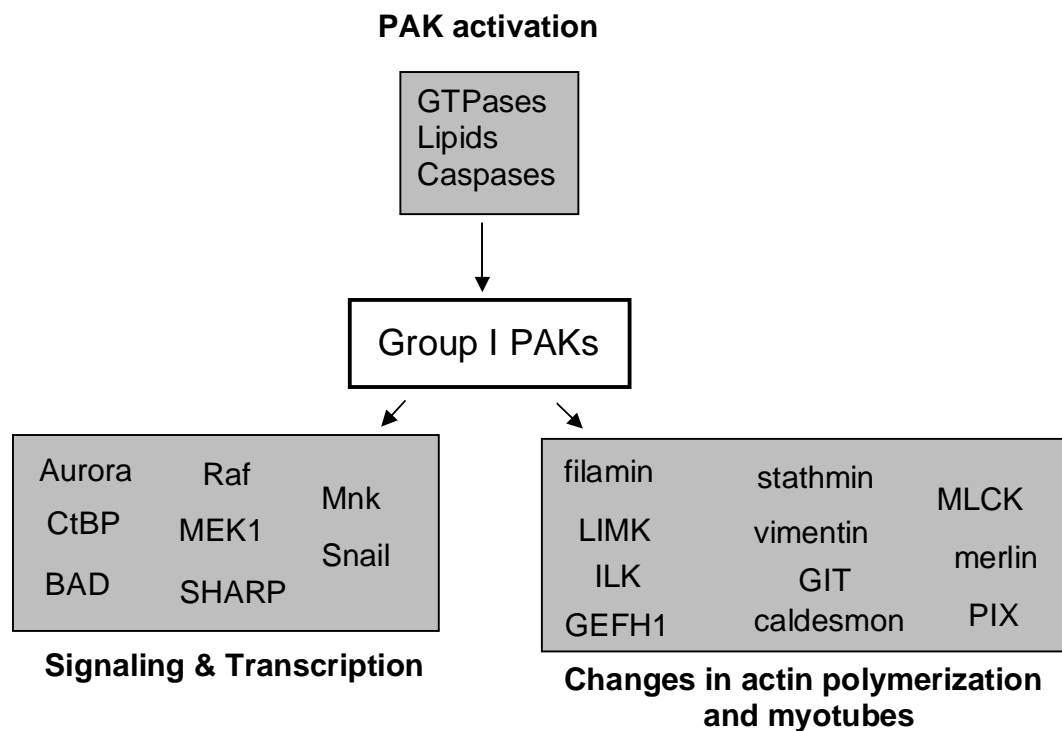 PAK activation
GTPases
Lipids
Caspases
Group I PAKs
Aurora
CtBP
BAD
Raf
MEK1
SHARP
Mnk
Snail
Signaling & Transcription
filamin
LIMK
ILK
GEFH1
stathmin
vimentin
GIT
caldesmon
MLCK
merlin
PIX
Changes in actin polymerization
and myotubes